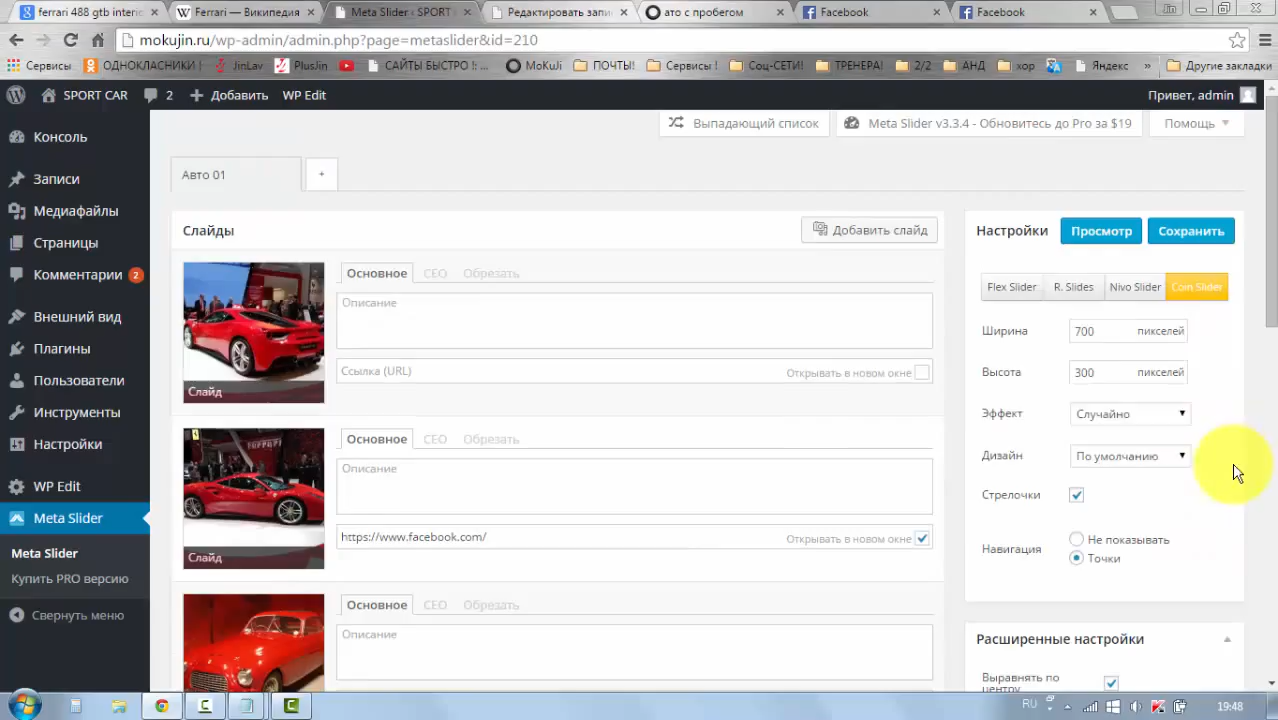 ferrari 488 gtb interi
Ferrari — Википедия
Meta Slider ‹ SPORT
Редактировать запи
ато с пробегом
Facebook
Facebook
mokujin.ru/wp-admin/admin.php?page=metaslider&id=210
Сервисы
ОДНОКЛАСНИКИ
JinLav
PlusJin
САЙТЫ БЫСТРО !: ...
MoKuJi
ПОЧТЫ!
Сервисы !
Соц-СЕТИ!
ТРЕНЕРА!
2/2
АНД
хор
Яндекс
»
Другие закладки
SPORT CAR
2
Добавить
WP Edit
Привет, admin
Консоль
Записи
Медиафайлы
Страницы
Комментарии 2
Внешний вид
Плагины
Пользователи
Инструменты
Настройки
WP Edit
Meta Slider
Meta Slider
Купить PRO версию
Свернуть меню
Выпадающий список
Meta Slider v3.3.4 - Обновитесь до Pro за $19
Помощь
Авто 01
+
Слайды
Добавить слайд
Основное СЕО Обрезать
Описание
Ссылка (URL)
Открывать в новом окне
Слайд
Основное СЕО Обрезать
Описание
https://www.facebook.com/
Открывать в новом окне
Слайд
Основное СЕО Обрезать
Описание
Настройки
Просмотр
Сохранить
Flex Slider
R. Slides
Nivo Slider
Coin Slider
Ширина 700 пикселей
Высота 300 пикселей
Эффект Случайно
Дизайн По умолчанию
Стрелочки
Навигация
Не показывать
Точки
Расширенные настройки
Выравнять по
центру
RU
19:48